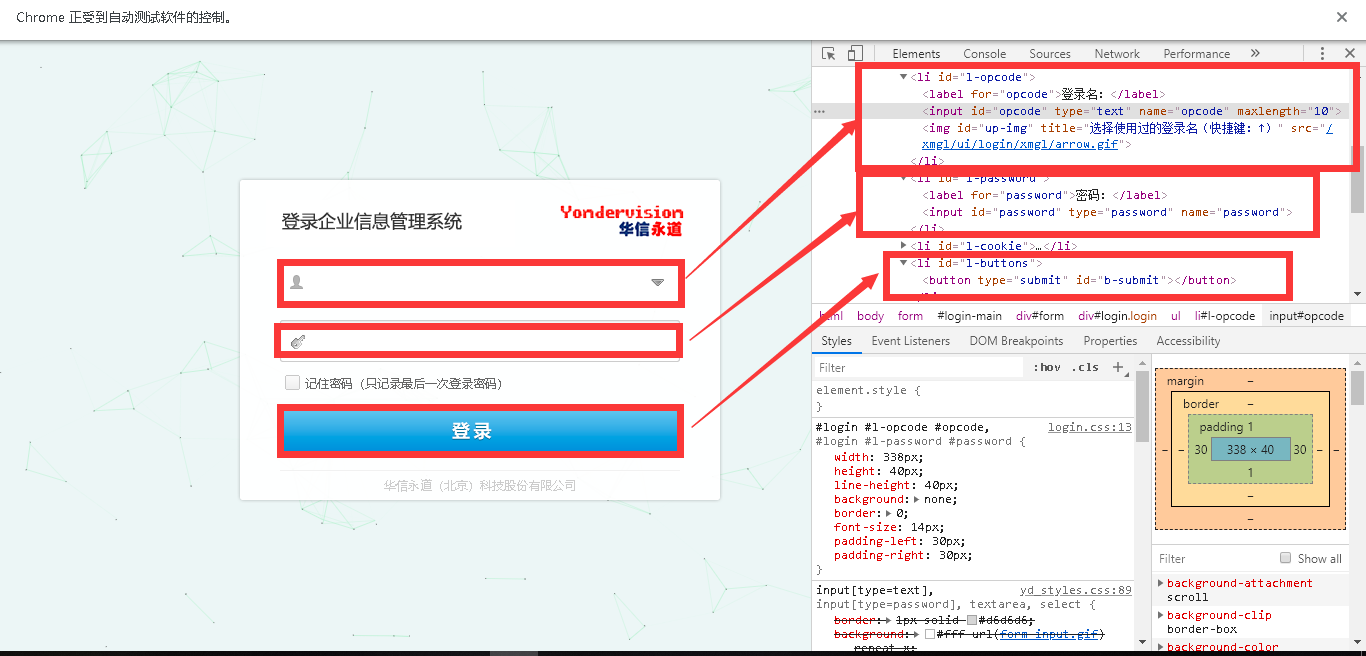 Chrome 正受到自动测试软件的控制。
登录企业信息管理系统
Yondervision
华信永道
记住密码（只记录最后一次登录密码）
登录
华信永道（北京）科技股份有限公司
Elements Console Sources Network Performance »
▼<li id="l-opcode">
<label for="opcode">登录名: </label>
<input id="opcode" type="text" name="opcode" maxlength="10">
<img id="up-img" title="选择使用过的登录名（快捷键:↑）" src="/
xmgl/ui/login/xmgl/arrow.gif">
</li>
<li id="l-password">
<label for="password">密码: </label>
<input id="password" type="password" name="password">
</li>
▶<li id="l-cookie">…</li>
▼<li id="l-buttons">
<button type="submit" id="b-submit"></button>
html body form #login-main div#form div#login.login ul li#l-opcode input#opcode
Styles Event Listeners DOM Breakpoints Properties Accessibility
Filter :hov .cls +
element.style {
}
#login #l-opcode #opcode, login.css:13
#login #l-password #password {
width: 338px;
height: 40px;
line-height: 40px;
background:▶ none;
border:▶ 0;
font-size: 14px;
padding-left: 30px;
padding-right: 30px;
}
input[type=text], yd_styles.css:89
input[type=password], textarea, select {
border:▶ 1px solid #d6d6d6;
background:▶ #fff url(form_input.gif)
repeat-x;
margin –
border –
padding 1
– – 30 338 × 40 30 – –
1
–
–
Filter Show all
▶ background-attachment
scroll
▶ background-clip
border-box
▶ background-color